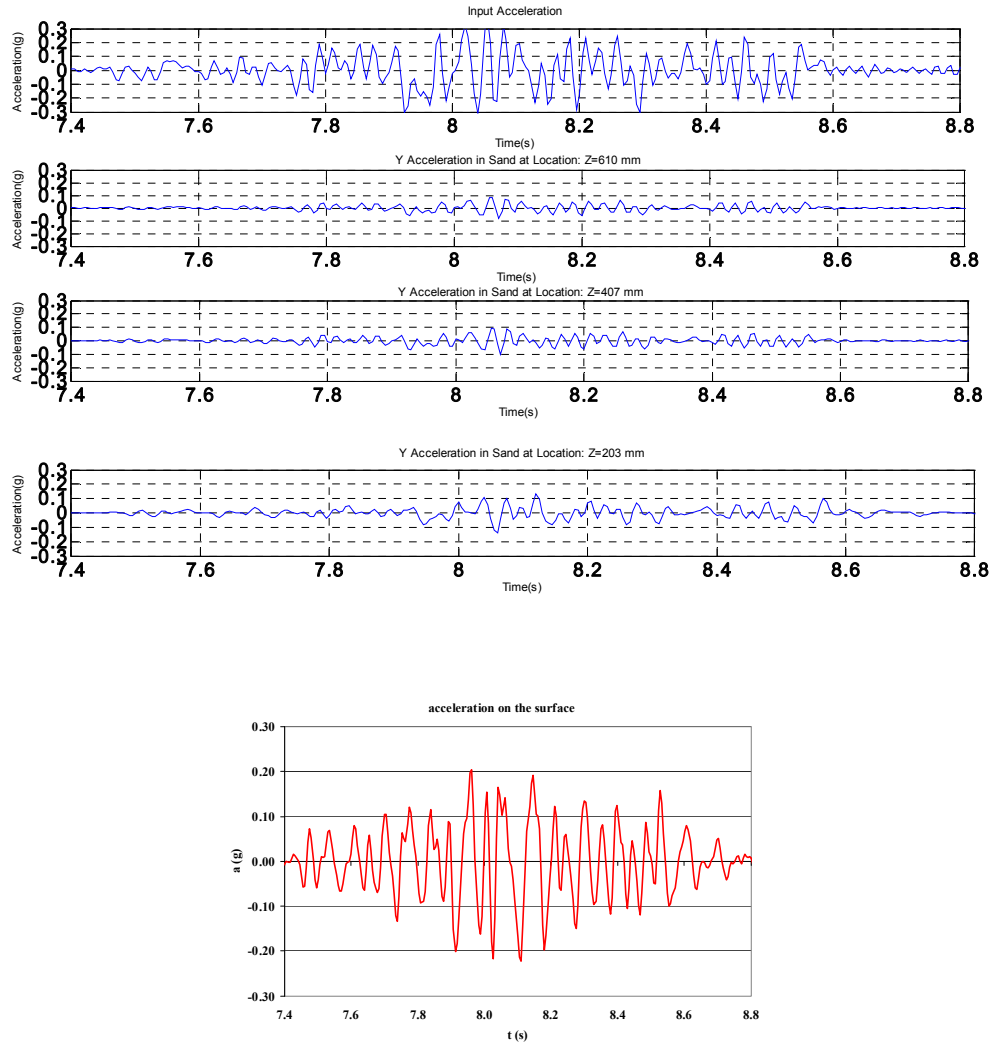 Input Acceleration
Acceleration(g)
0.3
0.2
0.1
0
-0.1
-0.2
-0.3
7.4 7.6 7.8 8 8.2 8.4 8.6 8.8
Time(s)
Y Acceleration in Sand at Location: Z=610 mm
Acceleration(g)
0.3
0.2
0.1
0
-0.1
-0.2
-0.3
7.4 7.6 7.8 8 8.2 8.4 8.6 8.8
Time(s)
Y Acceleration in Sand at Location: Z=407 mm
Acceleration(g)
0.3
0.2
0.1
0
-0.1
-0.2
-0.3
7.4 7.6 7.8 8 8.2 8.4 8.6 8.8
Time(s)
Y Acceleration in Sand at Location: Z=203 mm
Acceleration(g)
0.3
0.2
0.1
0
-0.1
-0.2
-0.3
7.4 7.6 7.8 8 8.2 8.4 8.6 8.8
Time(s)
acceleration on the surface
a (g)
0.30
0.20
0.10
0.00
-0.10
-0.20
-0.30
7.4 7.6 7.8 8.0 8.2 8.4 8.6 8.8
t (s)